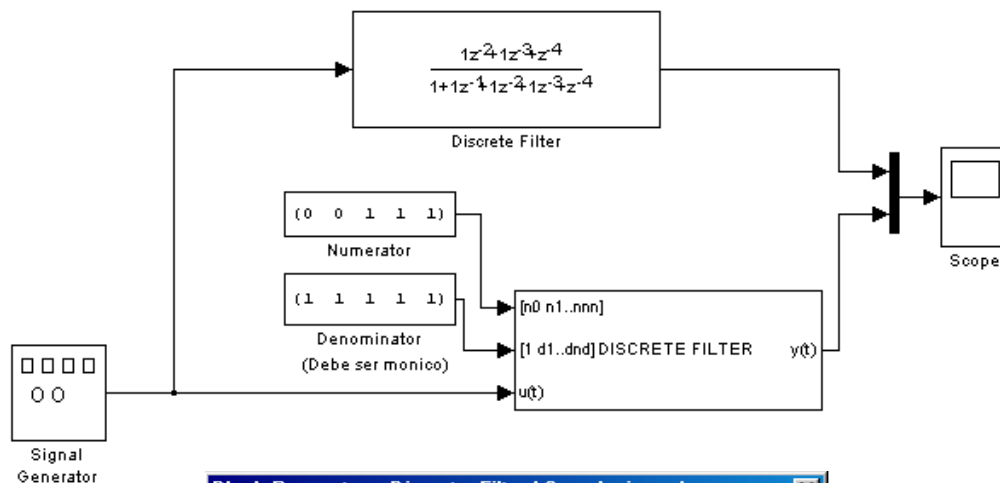 1z-2+1z-3+z-4
1+1z-1+1z-2+1z-3+z-4
Discrete Filter
(0 0 1 1 1)
Numerator
Scope
(1 1 1 1 1)
[n0 n1..nnn]
Denominator
(Debe ser monico)
[1 d1..dnd] DISCRETE FILTER y(t)
u(t)
Signal
Generator